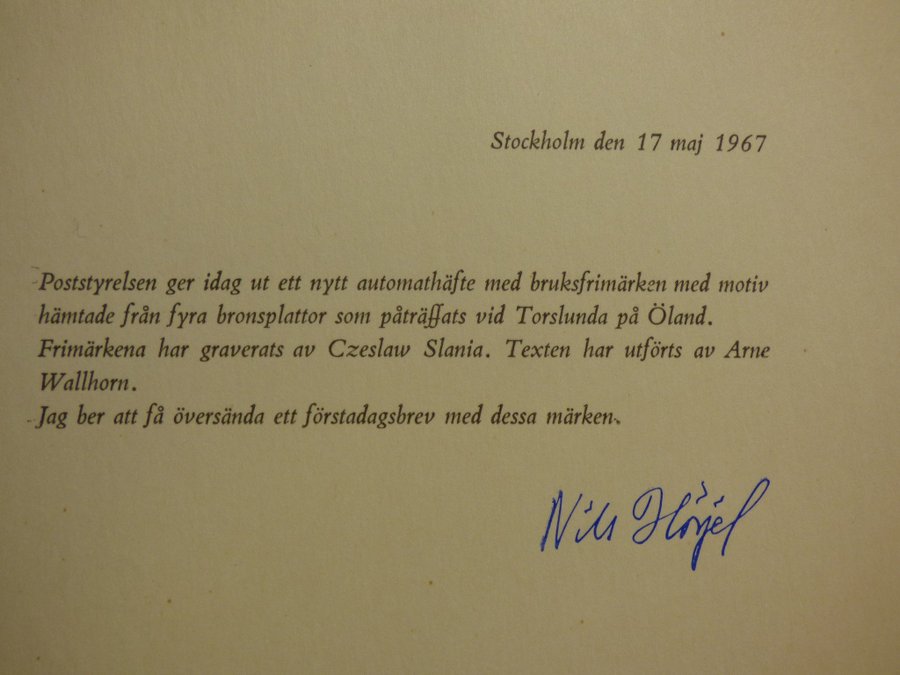 Stockholm den 17 maj 1967
Poststyrelsen ger idag ut ett nytt automathäfte med bruksfrimärken med motiv
hämtade från fyra bronsplattor som påträffats vid Torslunda på Öland.
Frimärkena har graverats av Czeslaw Slania. Texten har utförts av Arne
Wallhorn.
Jag ber att få översända ett förstadagsbrev med dessa märken.
Nils Hörjel